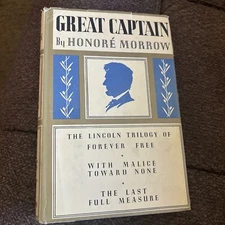 GREAT CAPTAIN
By HONORÉ MORROW
THE LINCOLN TRILOGY OF
FOREVER FREE
•
WITH MALICE
TOWARD NONE
•
THE LAST
FULL MEASURE